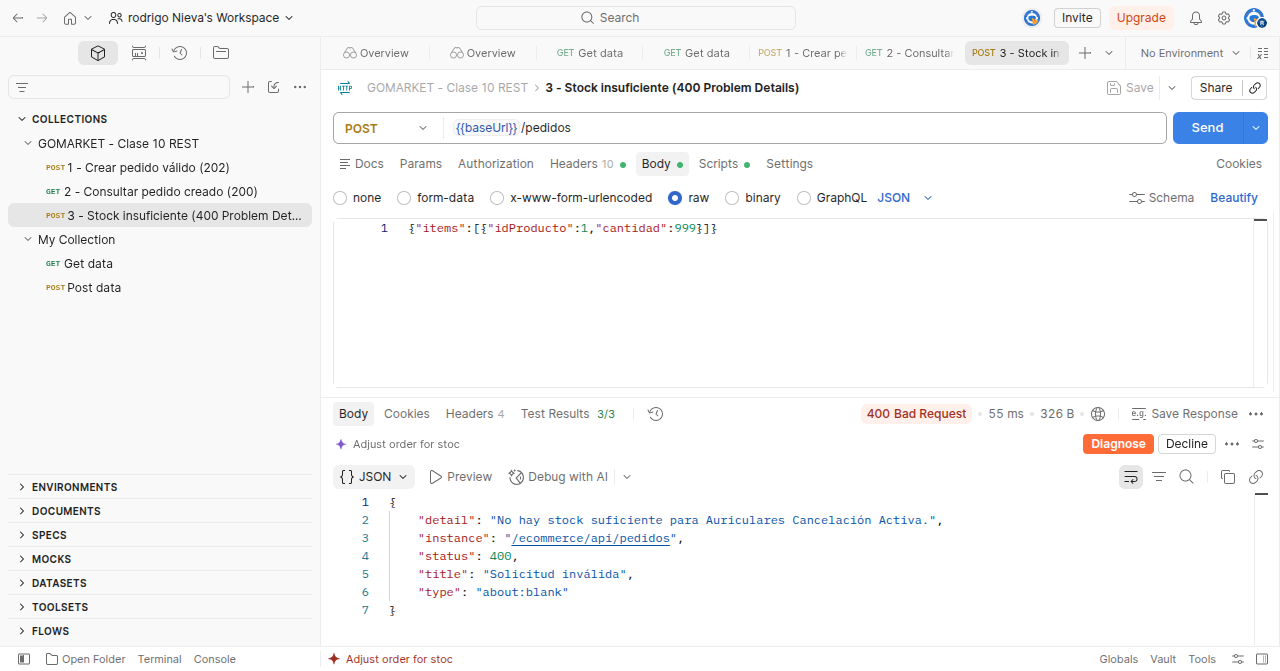 rodrigo Nieva's Workspace
Search
Invite
Upgrade
Overview
Overview
GET Get data
GET Get data
POST 1 - Crear pe
GET 2 - Consultar
POST 3 - Stock in
No Environment
COLLECTIONS
GOMARKET - Clase 10 REST
POST 1 - Crear pedido válido (202)
GET 2 - Consultar pedido creado (200)
POST 3 - Stock insuficiente (400 Problem Det...
My Collection
GET Get data
POST Post data
ENVIRONMENTS
DOCUMENTS
SPECS
MOCKS
DATASETS
TOOLSETS
FLOWS
HTTP GOMARKET - Clase 10 REST > 3 - Stock insuficiente (400 Problem Details)
Save
Share
POST
{{baseUrl}} /pedidos
Send
Docs Params Authorization Headers 10 Body Scripts Settings
Cookies
none form-data x-www-form-urlencoded raw binary GraphQL JSON
Schema
Beautify
1 {"items":[{"idProducto":1,"cantidad":999}]}
Body Cookies Headers 4 Test Results 3/3
400 Bad Request • 55 ms • 326 B
e.g. Save Response
Adjust order for stoc
Diagnose
Decline
{} JSON
Preview
Debug with AI
1 {
2 "detail": "No hay stock suficiente para Auriculares Cancelación Activa.",
3 "instance": "/ecommerce/api/pedidos",
4 "status": 400,
5 "title": "Solicitud inválida",
6 "type": "about:blank"
7 }
Open Folder Terminal Console
Adjust order for stoc
Globals Vault Tools